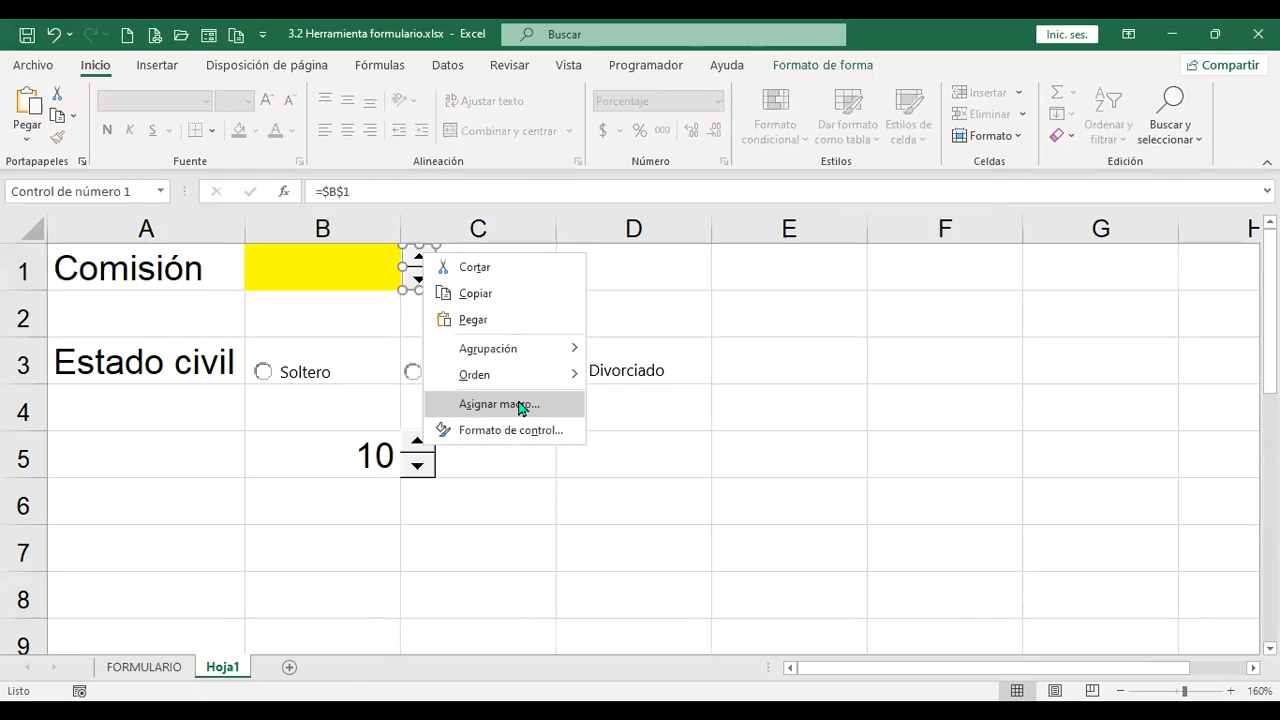 3.2 Herramienta formulario.xlsx - Excel
Buscar
Inic. ses.
Archivo Inicio Insertar Disposición de página Fórmulas Datos Revisar Vista Programador Ayuda Formato de forma
Compartir
Pegar
Portapapeles
N K S
Fuente
Ajustar texto
Combinar y centrar
Alineación
Porcentaje
$ % 000
Número
Formato condicional
Dar formato como tabla
Estilos de celda
Estilos
Insertar
Eliminar
Formato
Celdas
Ordenar y filtrar
Buscar y seleccionar
Edición
Control de número 1
fx
=$B$1
A B C D E F G H
1 Comisión
2
3 Estado civil Soltero Divorciado
4
5 10
6
7
8
9
Cortar
Copiar
Pegar
Agrupación
Orden
Asignar macro...
Formato de control...
FORMULARIO Hoja1
Listo
160%